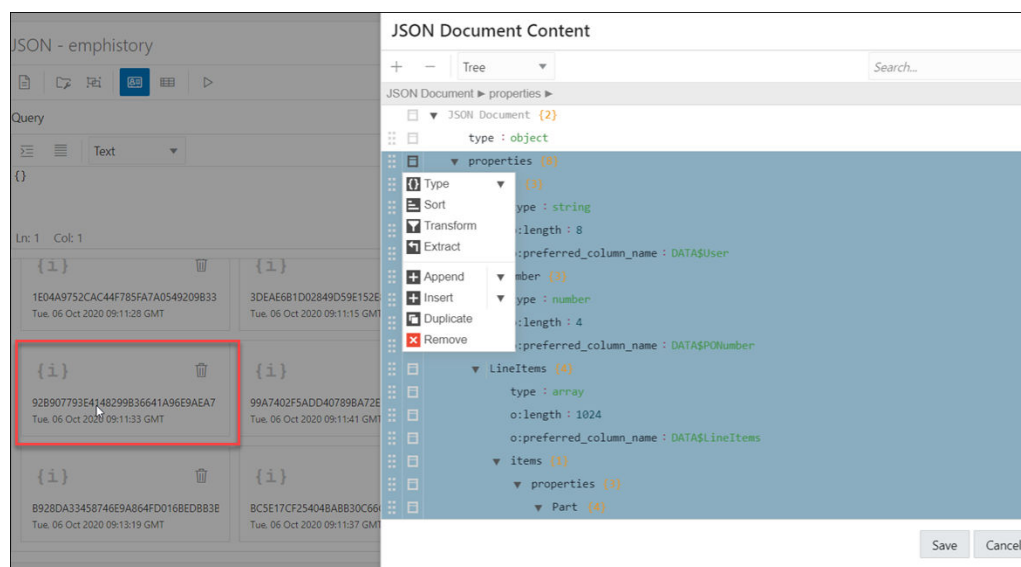 JSON - emphistory
Query
Text
{}
Ln: 1 Col: 1
{i} {i}
1E04A9752CAC44F785FA7A0549209B33 3DEAE6B1D02849D59E152E
Tue, 06 Oct 2020 09:11:28 GMT Tue, 06 Oct 2020 09:11:15 GMT
{i} {i}
92B907793E4148299B36641A96E9AEA7 99A7402F5ADD40789BA72E
Tue, 06 Oct 2020 09:11:33 GMT Tue, 06 Oct 2020 09:11:41 GMT
{i} {i}
B928DA33458746E9A864FD016BEDBB3E BC5E17CF25404BABB30C66
Tue, 06 Oct 2020 09:13:19 GMT Tue, 06 Oct 2020 09:11:37 GMT
JSON Document Content
Tree Search...
JSON Document ► properties ►
JSON Document {2}
type : object
properties
Type
Sort
Transform
Extract
Append
Insert
Duplicate
Remove
{3}
ype : string
:length : 8
:preferred_column_name : DATA$User
mber {3}
ype : number
:length : 4
:preferred_column_name : DATA$PONumber
LineItems {4}
type : array
o:length : 1024
o:preferred_column_name : DATA$LineItems
items
properties
Part
Save Cancel